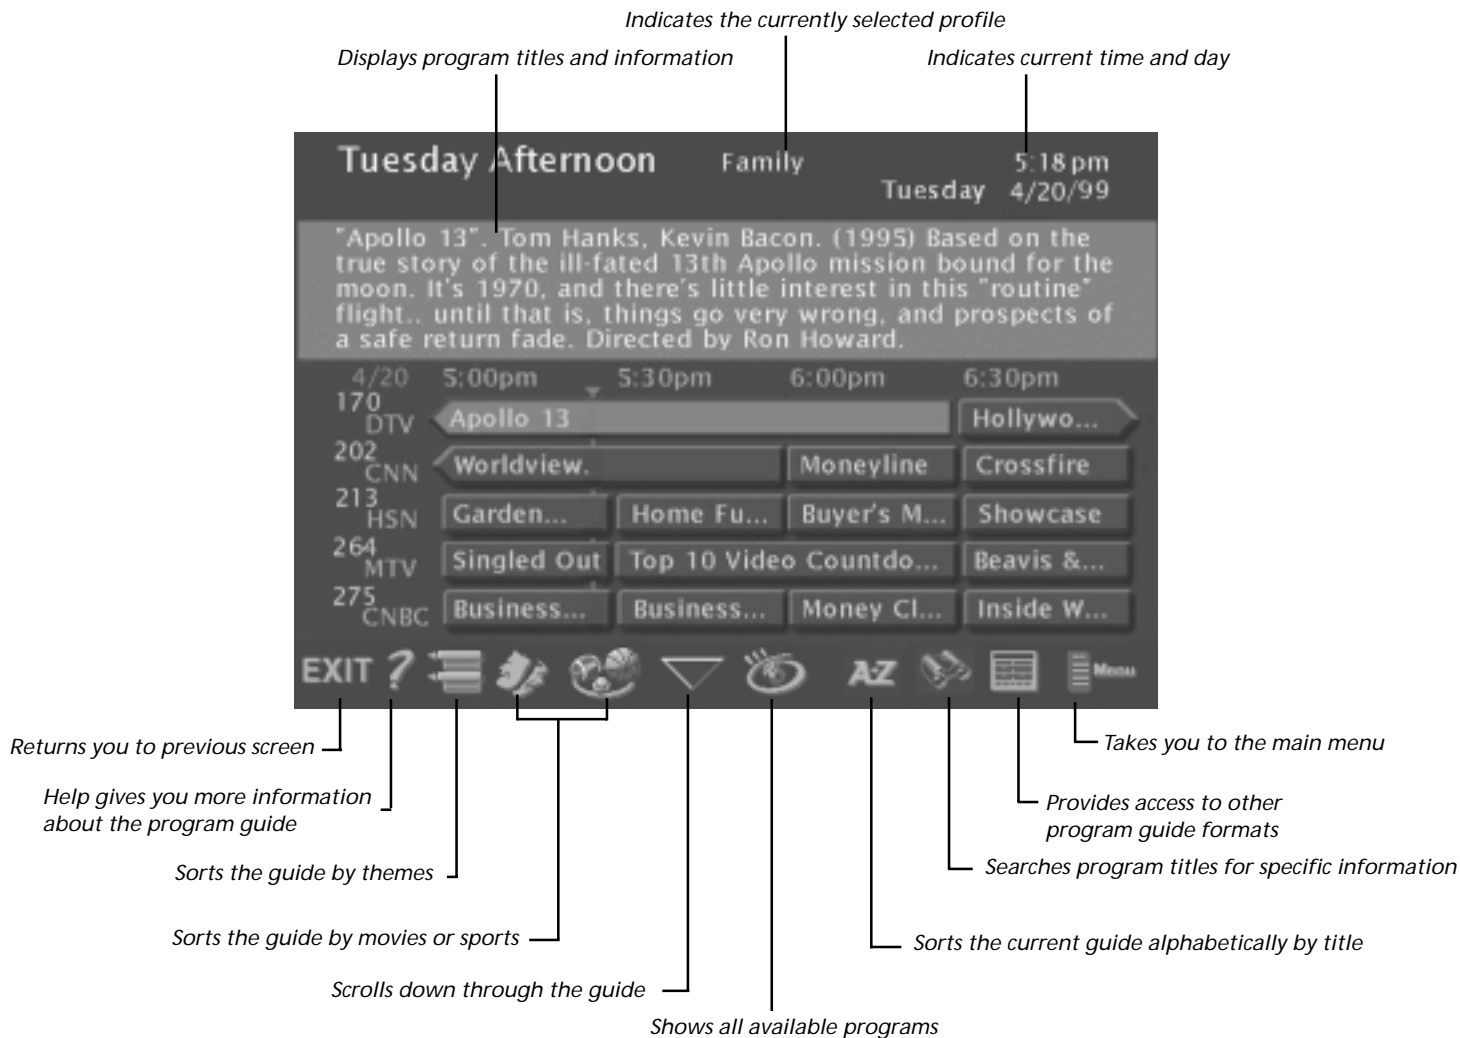 Indicates the currently selected profile
Displays program titles and information
Indicates current time and day
Tuesday Afternoon
Family
5:18 pm
Tuesday 4/20/99
"Apollo 13". Tom Hanks, Kevin Bacon. (1995) Based on the
true story of the ill-fated 13th Apollo mission bound for the
moon. It's 1970, and there's little interest in this "routine"
flight.. until that is, things go very wrong, and prospects of
a safe return fade. Directed by Ron Howard.
4/20 5:00pm 5:30pm 6:00pm 6:30pm
170 DTV Apollo 13 Hollywo...
202 CNN Worldview. Moneyline Crossfire
213 HSN Garden... Home Fu... Buyer's M... Showcase
264 MTV Singled Out Top 10 Video Countdo... Beavis &...
275 CNBC Business... Business... Money Cl... Inside W...
EXIT ? A-Z Menu
Returns you to previous screen
Takes you to the main menu
Help gives you more information
about the program guide
Provides access to other
program guide formats
Sorts the guide by themes
Searches program titles for specific information
Sorts the guide by movies or sports
Sorts the current guide alphabetically by title
Scrolls down through the guide
Shows all available programs